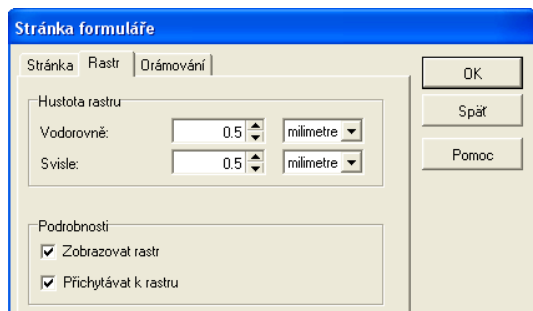 Stránka formuláře
Stránka Rastr Orámování
OK
Hustota rastru
Späť
Vodorovně: 0.5 milimetre
Svisle: 0.5 milimetre
Pomoc
Podrobnosti
Zobrazovat rastr
Přichytávat k rastru